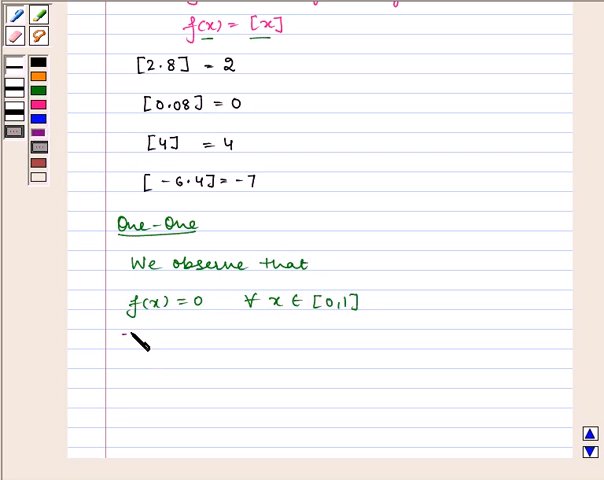 f(x) = [x]
[2.8] = 2
[0.08] = 0
[4] = 4
[-6.4] = -7
One-One
We observe that
f(x) = 0 ∀ x ∈ [0,1]